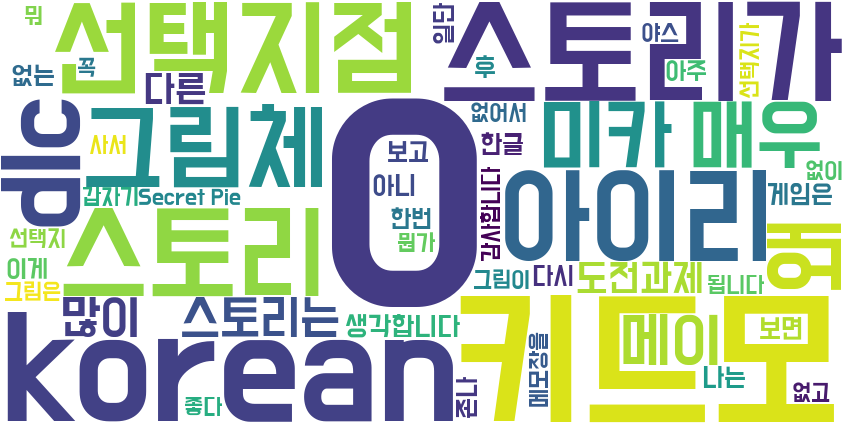 뭐
선택지점
일단
스토리가
야스
없는
꼭
다른
후
아주
선택지가
dlc
사서
그림체
0
보고
없어서
한글
미카
매우
없이
갑자기
Secret Pie
아니
한번
뭔가
감사합니다
아이리
게임은
선택지
이게
스토리
그림이
다시
도전과제
됩니다
왜
그림은
많이
스토리는
생각합니다
키드모
메이
보면
korean
좋다
존나
메모장을
나는
없고